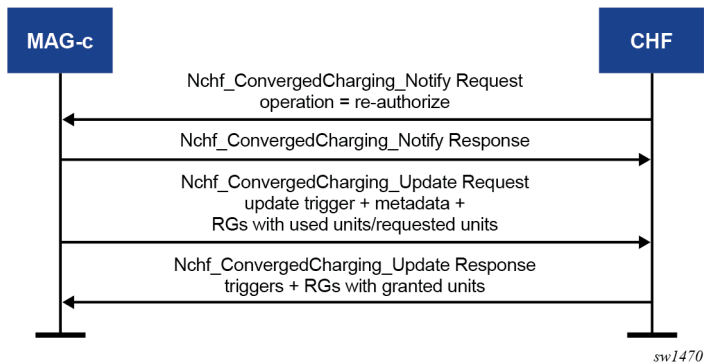 MAG-c
CHF
Nchf_ConvergedCharging_Notify Request
operation = re-authorize
Nchf_ConvergedCharging_Notify Response
Nchf_ConvergedCharging_Update Request
update trigger + metadata +
RGs with used units/requested units
Nchf_ConvergedCharging_Update Response
triggers + RGs with granted units
sw1470